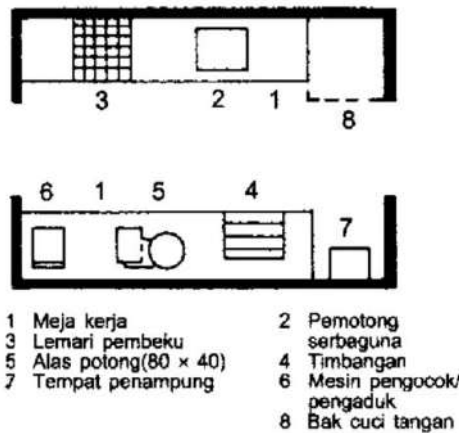 3 2 1
8
6 1 5 4
7
1 Meja kerja
3 Lemari pembeku
5 Alas potong(80 × 40)
7 Tempat penampung
2 Pemotong
serbaguna
4 Timbangan
6 Mesin pengocok/
pengaduk
8 Bak cuci tangan